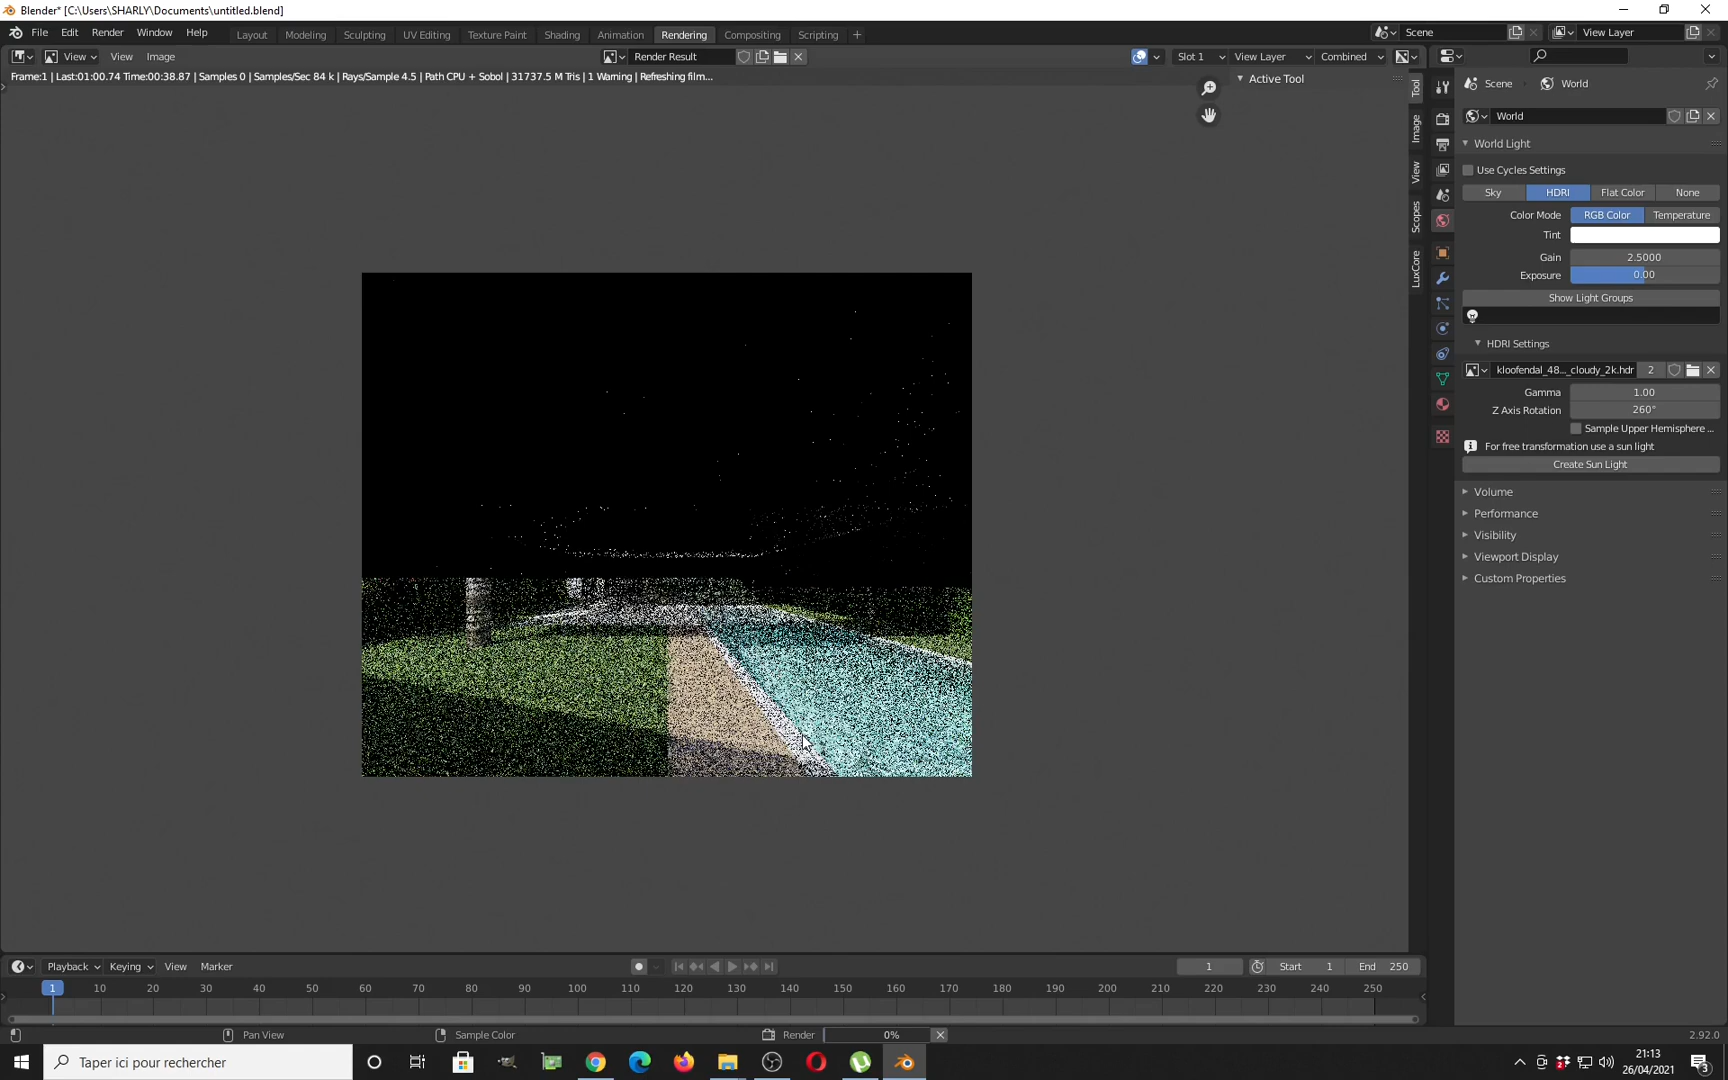 Blender* [C:\Users\SHARLY\Documents\untitled.blend]
File Edit Render Window Help
Layout Modeling Sculpting UV Editing Texture Paint Shading Animation Rendering Compositing Scripting +
Scene View Layer
View View Image Render Result Slot 1 View Layer Combined
Frame:1 | Last:01:00.74 Time:00:38.87 | Samples 0 | Samples/Sec 84 k | Rays/Sample 4.5 | Path CPU + Sobol | 31737.5 M Tris | 1 Warning | Refreshing film...
Active Tool
Tool
Image
View
Scopes
LuxCore
Scene World
World
World Light
Use Cycles Settings
Sky HDRI Flat Color None
Color Mode RGB Color Temperature
Tint
Gain 2.5000
Exposure 0.00
Show Light Groups
HDRI Settings
kloofendal_48..._cloudy_2k.hdr 2
Gamma 1.00
Z Axis Rotation 260°
Sample Upper Hemisphere ...
For free transformation use a sun light
Create Sun Light
Volume
Performance
Visibility
Viewport Display
Custom Properties
Playback Keying View Marker 1 Start 1 End 250
1 10 20 30 40 50 60 70 80 90 100 110 120 130 140 150 160 170 180 190 200 210 220 230 240 250
Pan View Sample Color Render 0% 2.92.0
Taper ici pour rechercher
21:13
26/04/2021
3